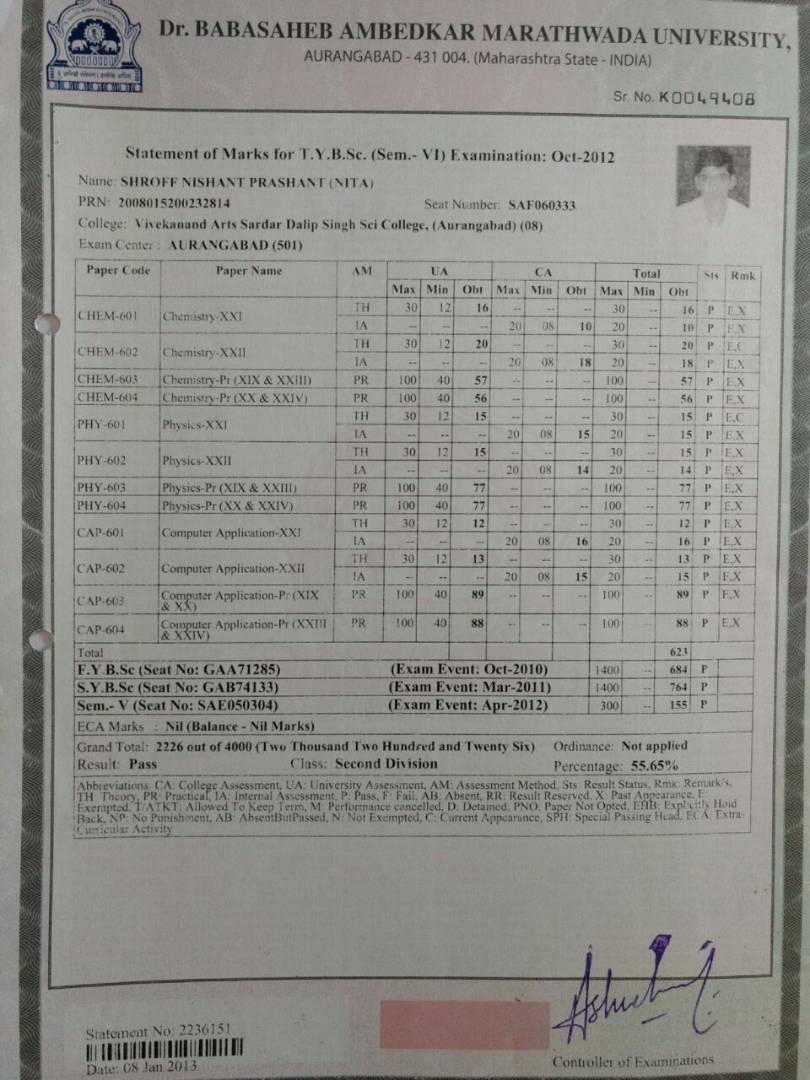 Dr. BABASAHEB AMBEDKAR MARATHWADA UNIVERSITY,
AURANGABAD - 431 004. (Maharashtra State - INDIA)
Sr. No. K0049408
Statement of Marks for T.Y.B.Sc. (Sem.- VI) Examination: Oct-2012
Name: SHROFF NISHANT PRASHANT (NITA)
PRN: 2008015200232814 Seat Number: SAF060333
College: Vivekanand Arts Sardar Dalip Singh Sci College, (Aurangabad) (08)
Exam Center : AURANGABAD (501)
Paper Code Paper Name AM UA CA Total Sts Rmk
Max Min Obt Max Min Obt Max Min Obt
CHEM-601 Chemistry-XXI TH 30 12 16 -- -- -- 30 -- 16 P E,X
IA -- -- -- 20 08 10 20 -- 10 P E,X
CHEM-602 Chemistry-XXII TH 30 12 20 -- -- -- 30 -- 20 P E,C
IA -- -- -- 20 08 18 20 -- 18 P E,X
CHEM-603 Chemistry-Pr (XIX & XXIII) PR 100 40 57 -- -- -- 100 -- 57 P E,X
CHEM-604 Chemistry-Pr (XX & XXIV) PR 100 40 56 -- -- -- 100 -- 56 P E,X
PHY-601 Physics-XXI TH 30 12 15 -- -- -- 30 -- 15 P E,C
IA -- -- -- 20 08 15 20 -- 15 P E,X
PHY-602 Physics-XXII TH 30 12 15 -- -- -- 30 -- 15 P E,X
IA -- -- -- 20 08 14 20 -- 14 P E,X
PHY-603 Physics-Pr (XIX & XXIII) PR 100 40 77 -- -- -- 100 -- 77 P E,X
PHY-604 Physics-Pr (XX & XXIV) PR 100 40 77 -- -- -- 100 -- 77 P E,X
CAP-601 Computer Application-XXI TH 30 12 12 -- -- -- 30 -- 12 P E,X
IA -- -- -- 20 08 16 20 -- 16 P E,X
CAP-602 Computer Application-XXII TH 30 12 13 -- -- -- 30 -- 13 P E,X
IA -- -- -- 20 08 15 20 -- 15 P E,X
CAP-603 Computer Application-Pr (XIX & XX) PR 100 40 89 -- -- -- 100 -- 89 P E,X
CAP-604 Computer Application-Pr (XXIII & XXIV) PR 100 40 88 -- -- -- 100 -- 88 P E,X
Total 623
F.Y.B.Sc (Seat No: GAA71285) (Exam Event: Oct-2010) 1400 -- 684 P
S.Y.B.Sc (Seat No: GAB74133) (Exam Event: Mar-2011) 1400 -- 764 P
Sem.- V (Seat No: SAE050304) (Exam Event: Apr-2012) 300 -- 155 P
ECA Marks : Nil (Balance - Nil Marks)
Grand Total: 2226 out of 4000 (Two Thousand Two Hundred and Twenty Six) Ordinance: Not applied
Result: Pass Class: Second Division Percentage: 55.65%
Abbreviations CA: College Assessment, UA: University Assessment, AM: Assessment Method, Sts Result Status, Rmk: Remark/s,
TH Theory, PR: Practical, IA: Internal Assessment, P: Pass, F: Fail, AB: Absent, RR: Result Reserved, X: Past Appearance, E:
Exempted, T/ATKT: Allowed To Keep Term, M Performance cancelled, D: Detained, PNO: Paper Not Opted, EHB: Explicitly Hold
Back, NP: No Punishment, AB: AbsentButPassed, N: Not Exempted, C: Current Appearance, SPH: Special Passing Head, ECA: Extra-
Curricular Activity
Statement No. 2236151
Date: 08 Jan 2013
Controller of Examinations